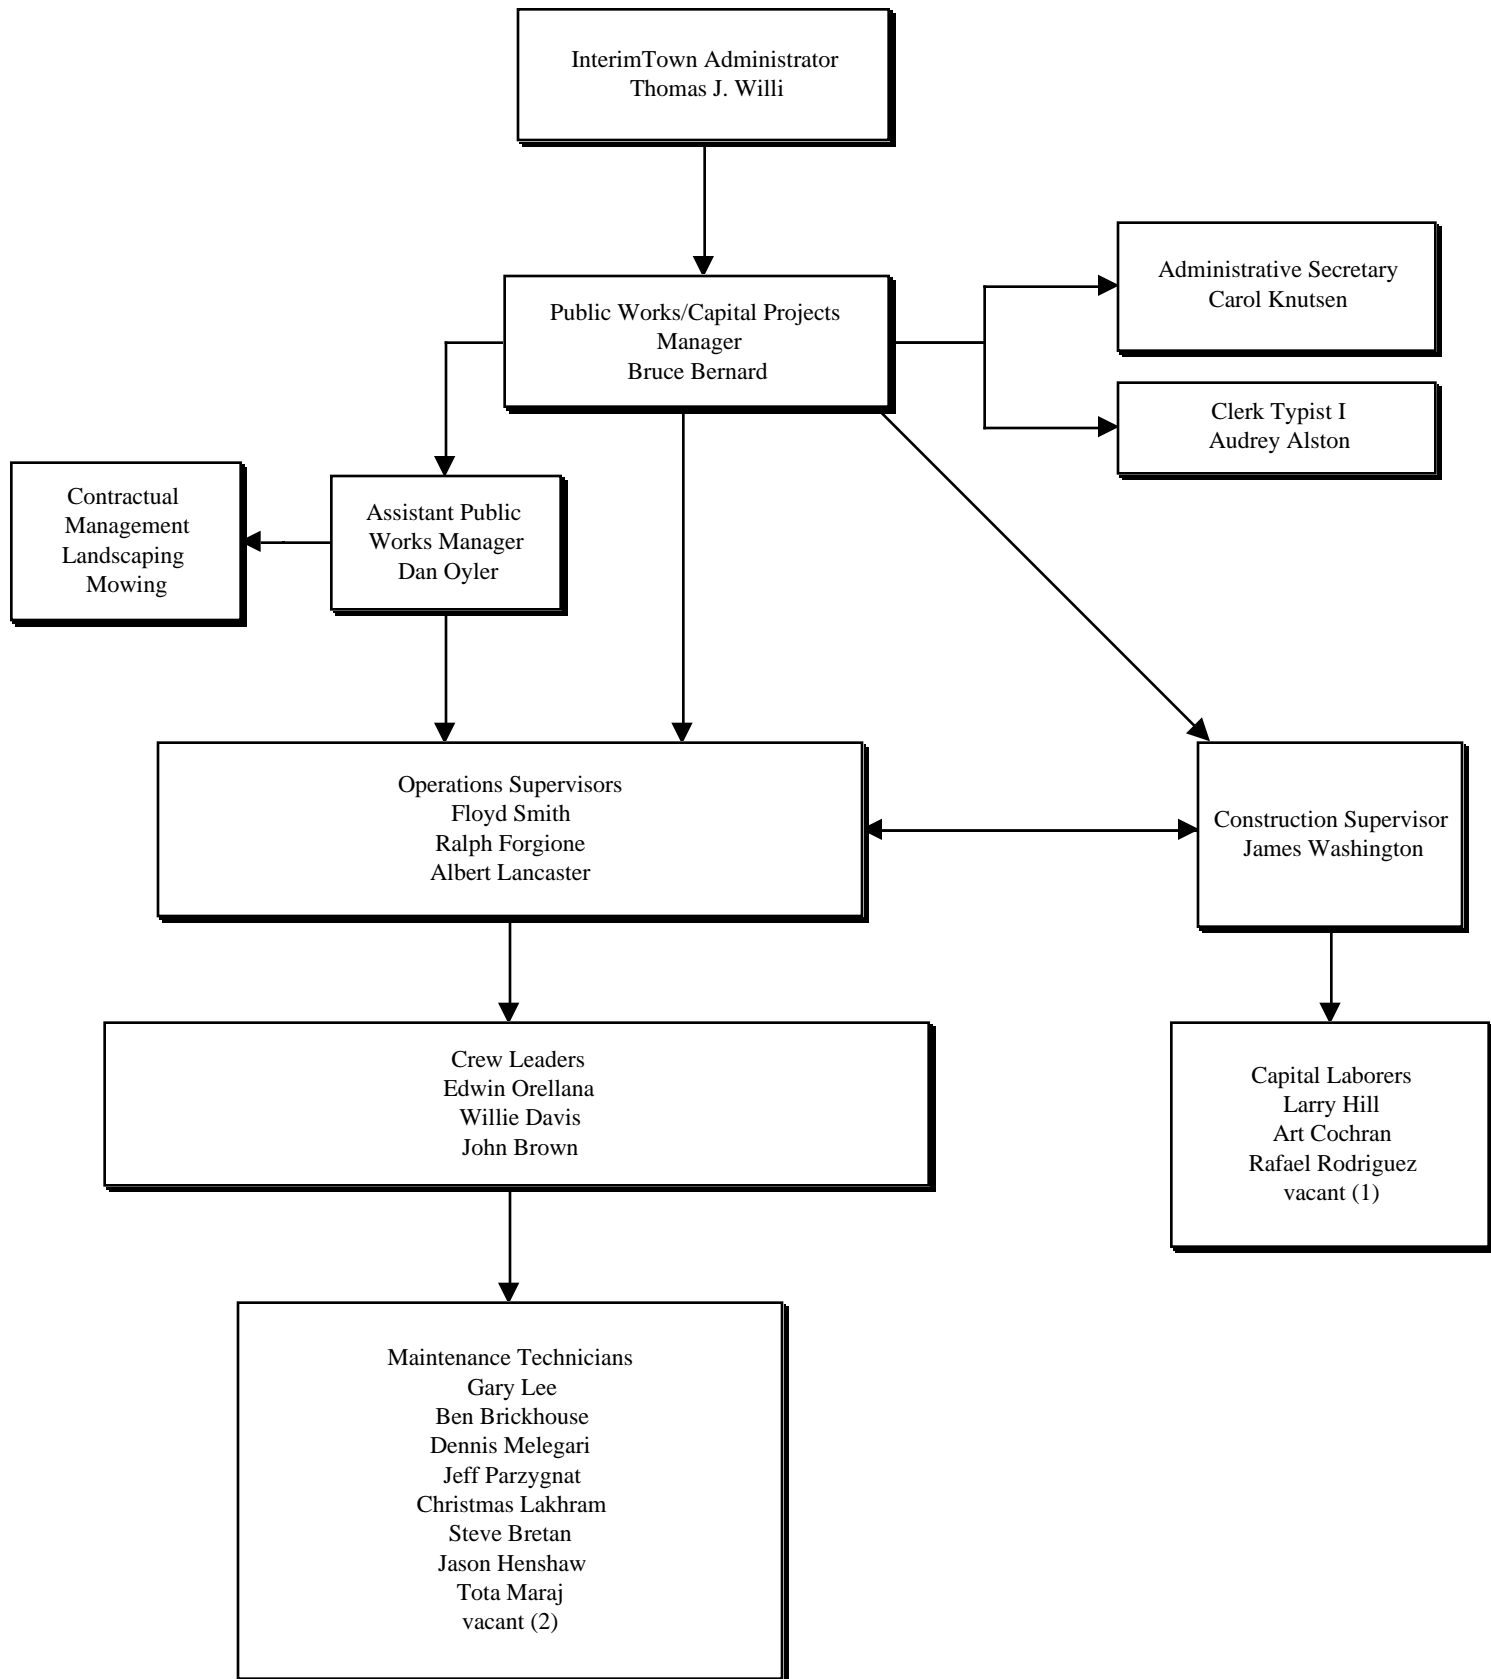 InterimTown Administrator
Thomas J. Willi
Public Works/Capital Projects
Manager
Bruce Bernard
Administrative Secretary
Carol Knutsen
Clerk Typist I
Audrey Alston
Contractual
Management
Landscaping
Mowing
Assistant Public
Works Manager
Dan Oyler
Operations Supervisors
Floyd Smith
Ralph Forgione
Albert Lancaster
Construction Supervisor
James Washington
Crew Leaders
Edwin Orellana
Willie Davis
John Brown
Capital Laborers
Larry Hill
Art Cochran
Rafael Rodriguez
vacant (1)
Maintenance Technicians
Gary Lee
Ben Brickhouse
Dennis Melegari
Jeff Parzygnat
Christmas Lakhram
Steve Bretan
Jason Henshaw
Tota Maraj
vacant (2)